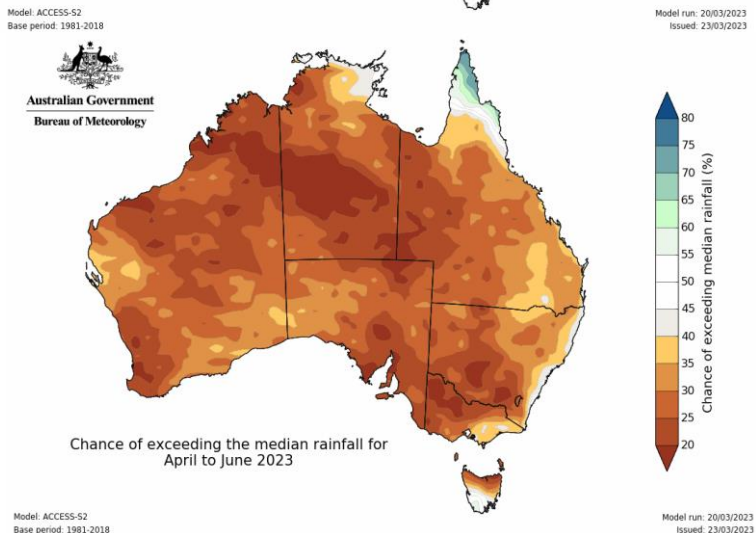 Model: ACCESS-S2
Base period: 1981-2018
Model run: 20/03/2023
Issued: 23/03/2023
Australian Government
Bureau of Meteorology
80
75
70
65
60
55
50
45
40
35
30
25
20
Chance of exceeding median rainfall (%)
Chance of exceeding the median rainfall for
April to June 2023
Model: ACCESS-S2
Base period: 1981-2018
Model run: 20/03/2023
Issued: 23/03/2023